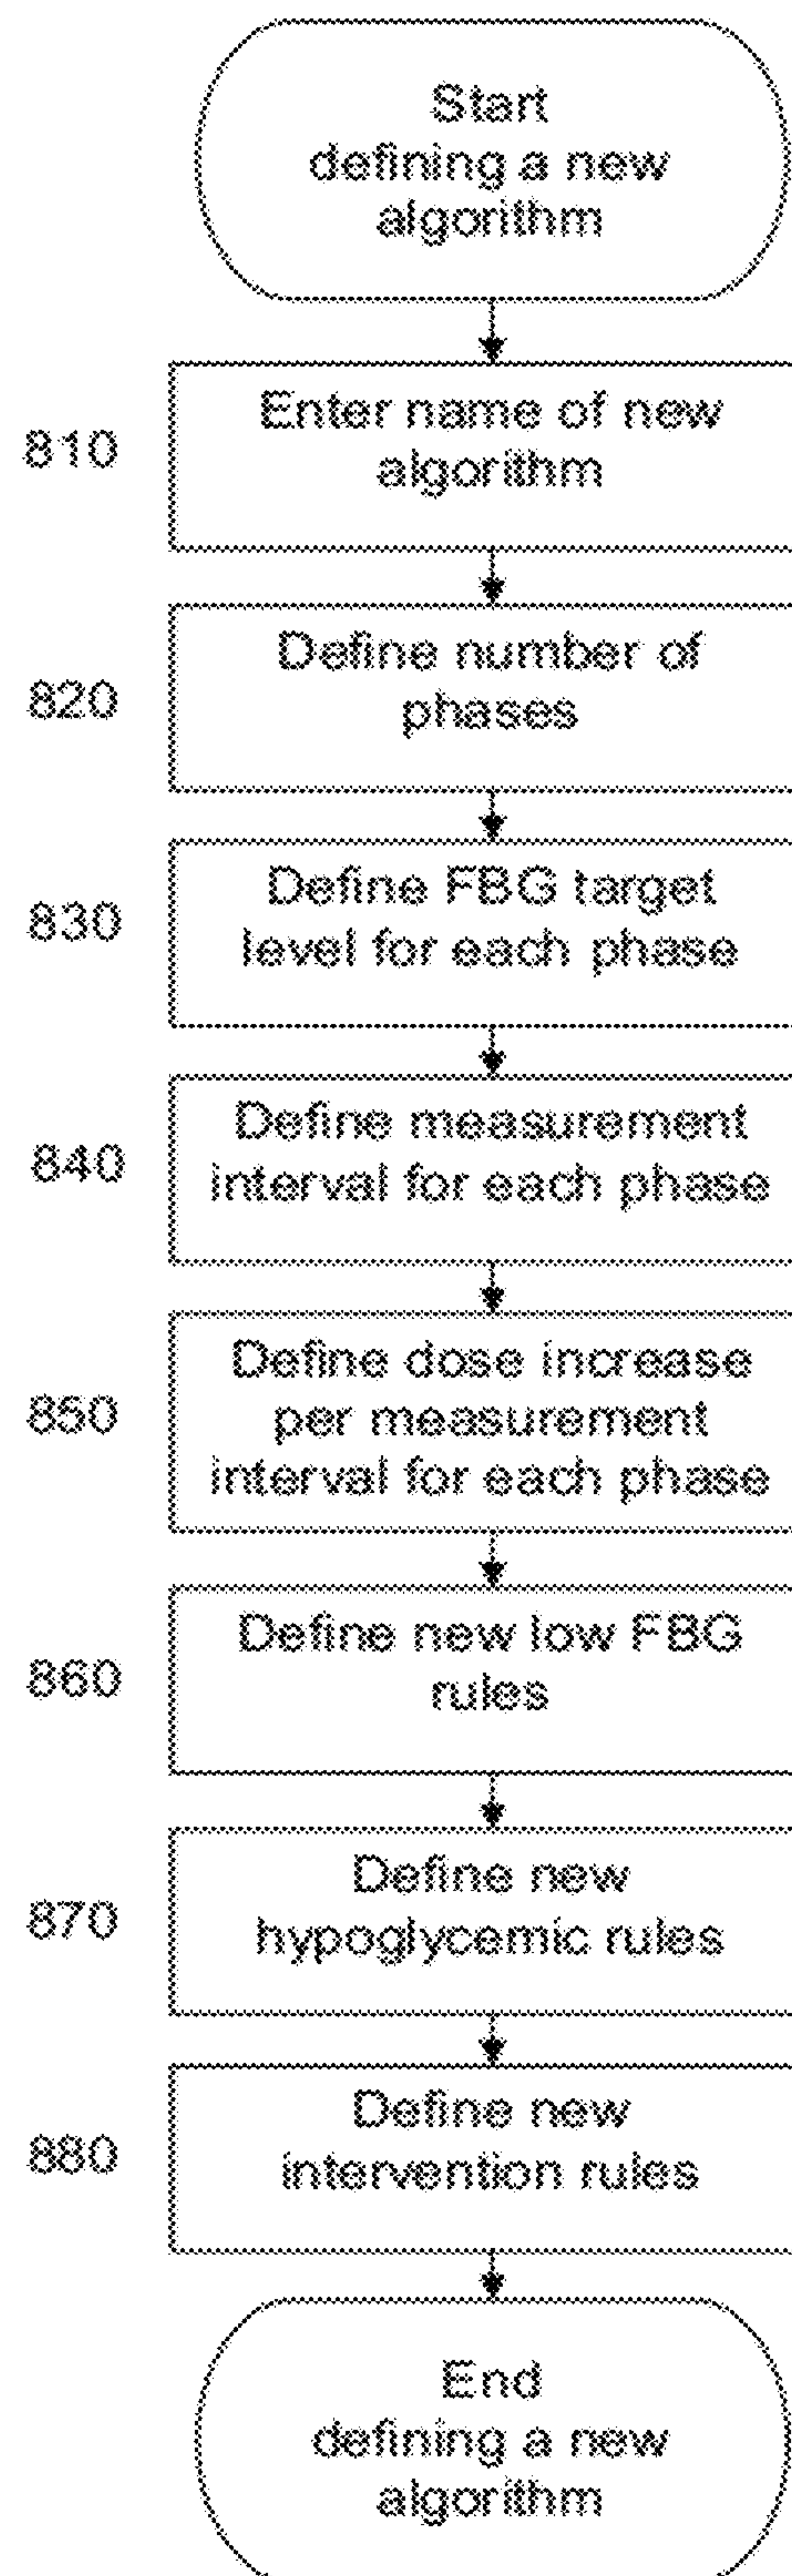 Start
defining a new
algorithm
810
Enter name of new
algorithm
820
Define number of
phases
830
Define FBG target
level for each phase
840
Define measurement
interval for each phase
850
Define dose increase
per measurement
interval for each phase
860
Define new low FBG
rules
870
Define new
hypoglycemic rules
880
Define new
intervention rules
End
defining a new
algorithm